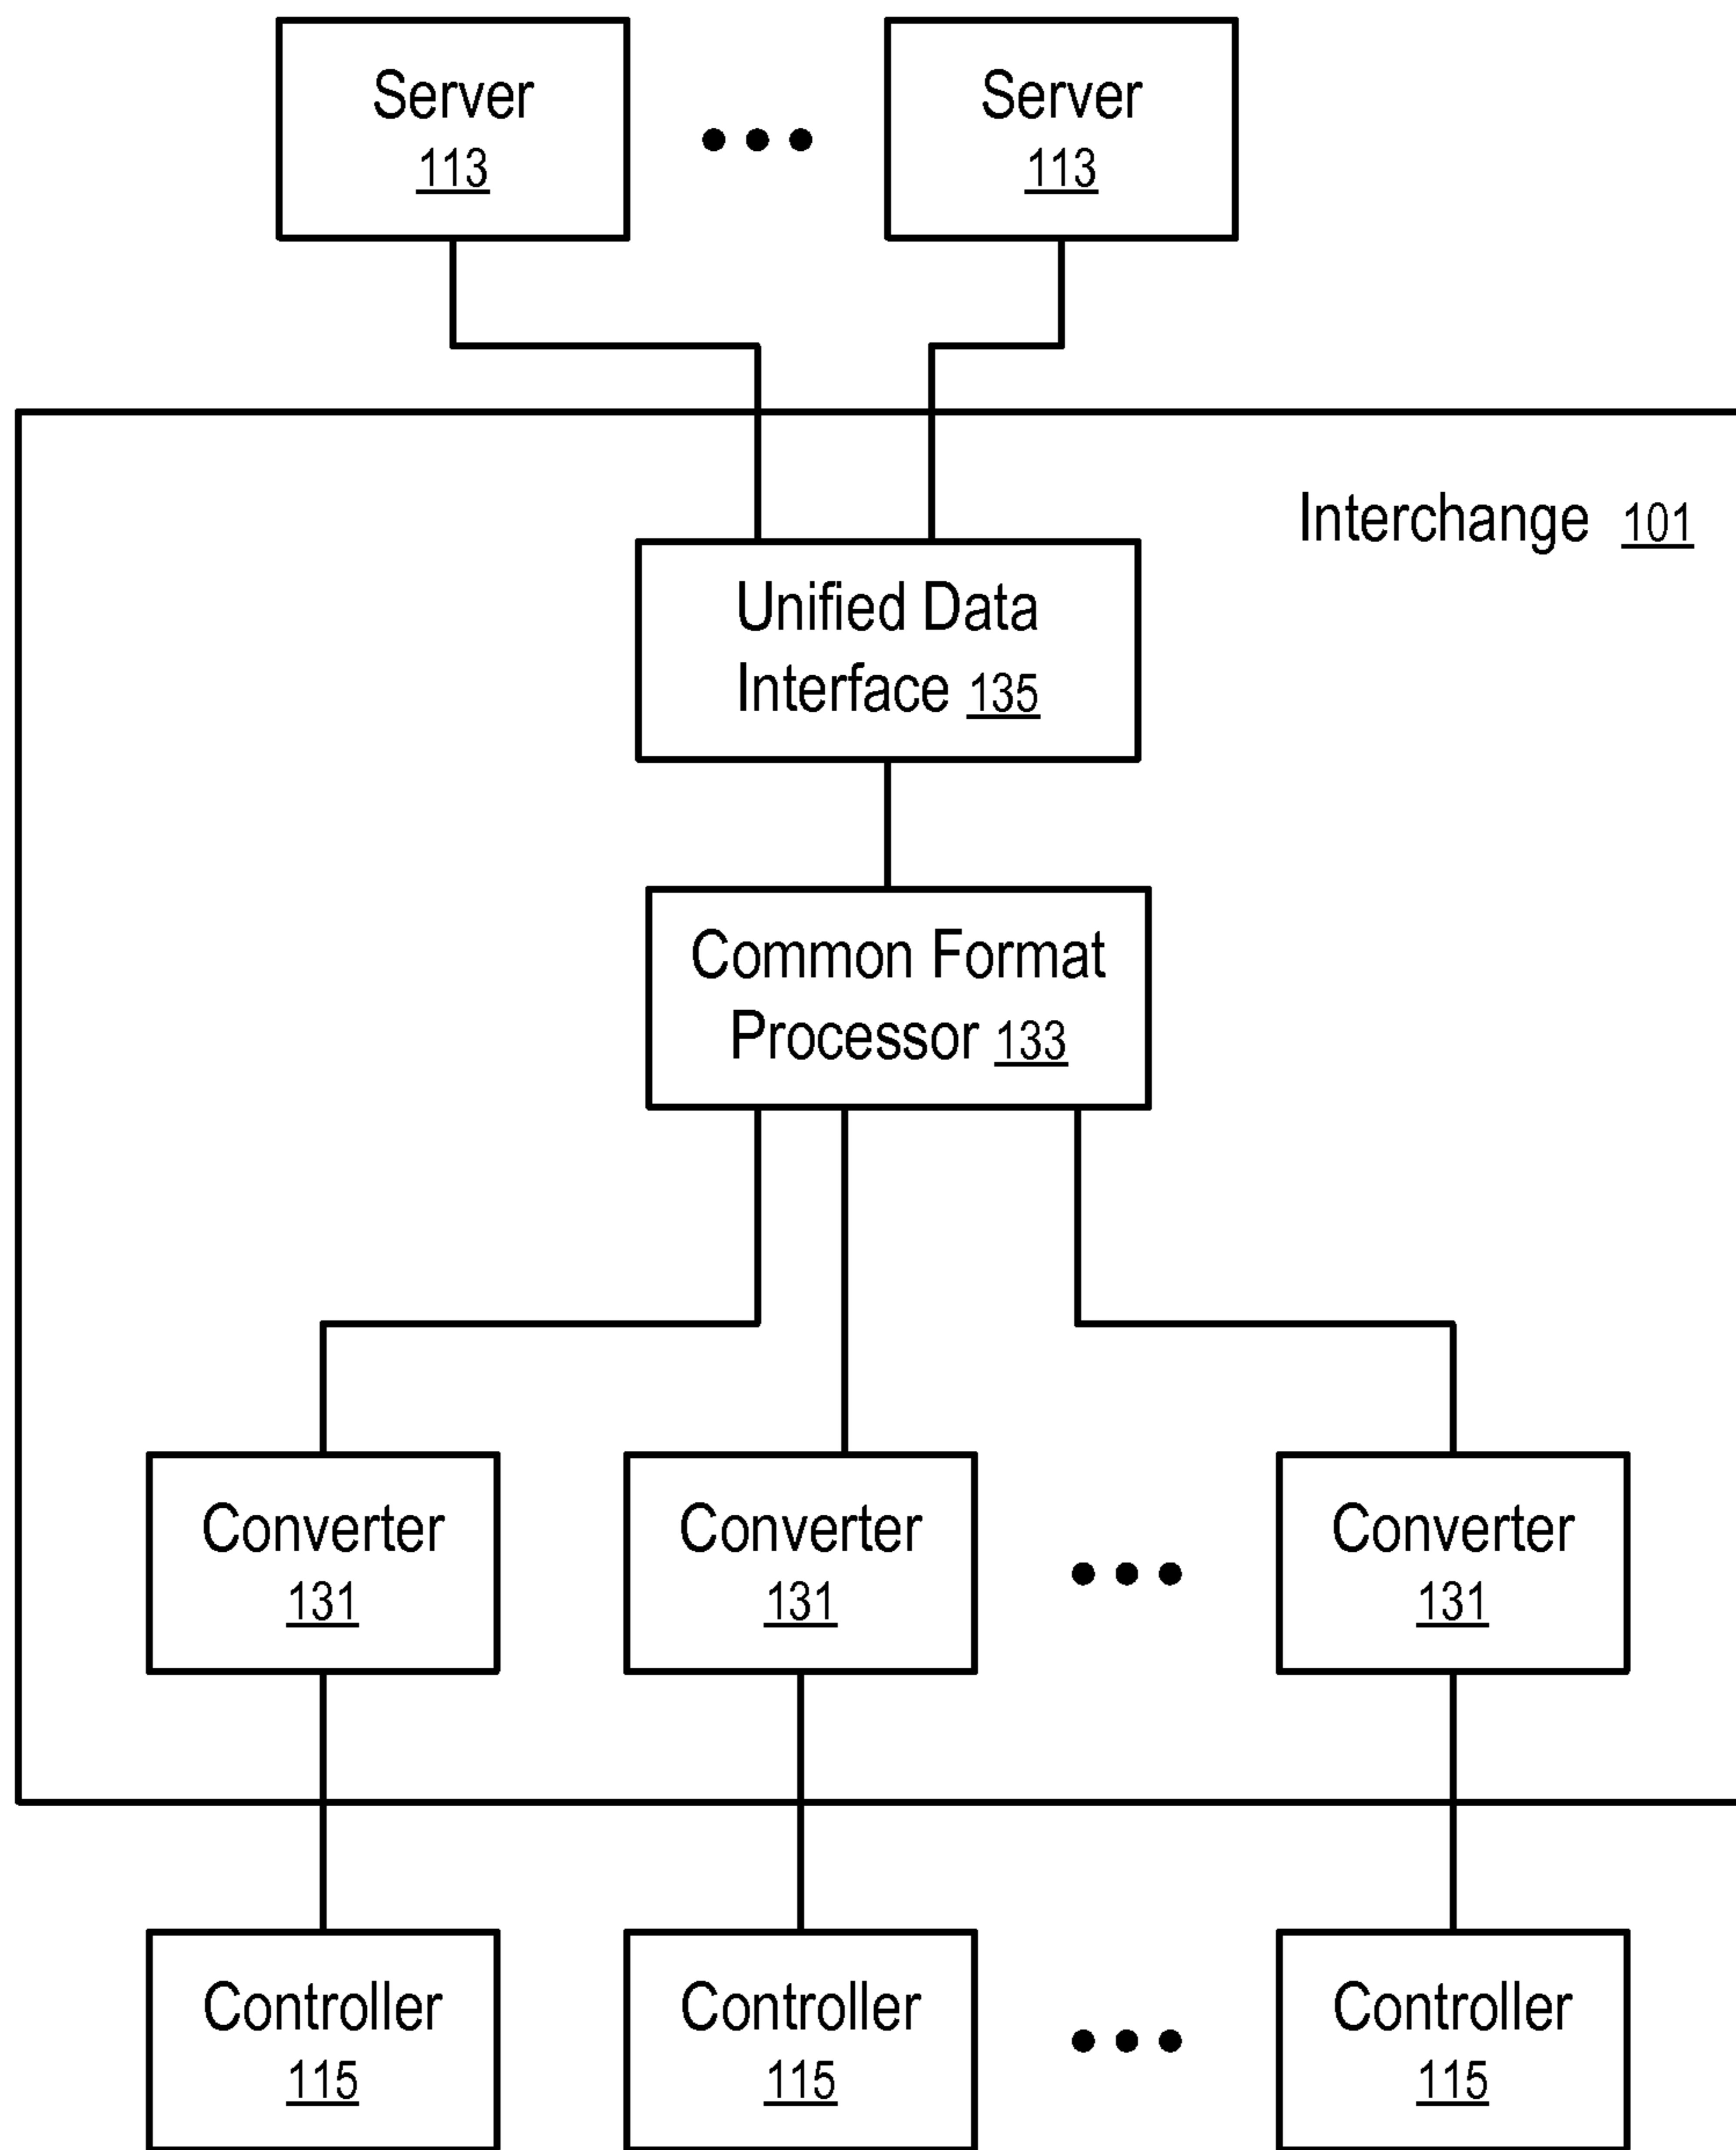 Server
113
Server
113
Interchange 101
Unified Data
Interface 135
Common Format
Processor 133
Converter
131
Converter
131
Converter
131
Controller
115
Controller
115
Controller
115